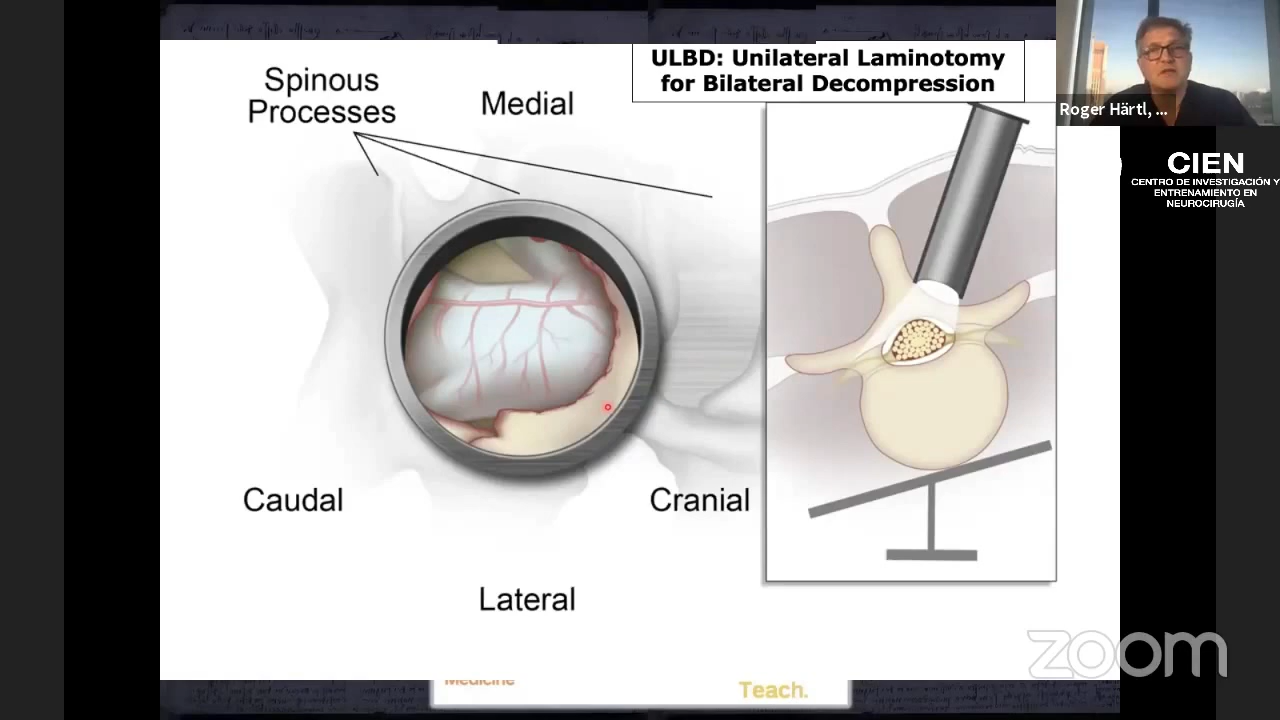 ULBD: Unilateral Laminotomy
for Bilateral Decompression
Spinous
Processes
Medial
Caudal
Cranial
Lateral
Roger Härtl, ...
CIEN
CENTRO DE INVESTIGACIÓN Y
ENTRENAMIENTO EN
NEUROCIRUGÍA
zoom
Medicine
Teach.